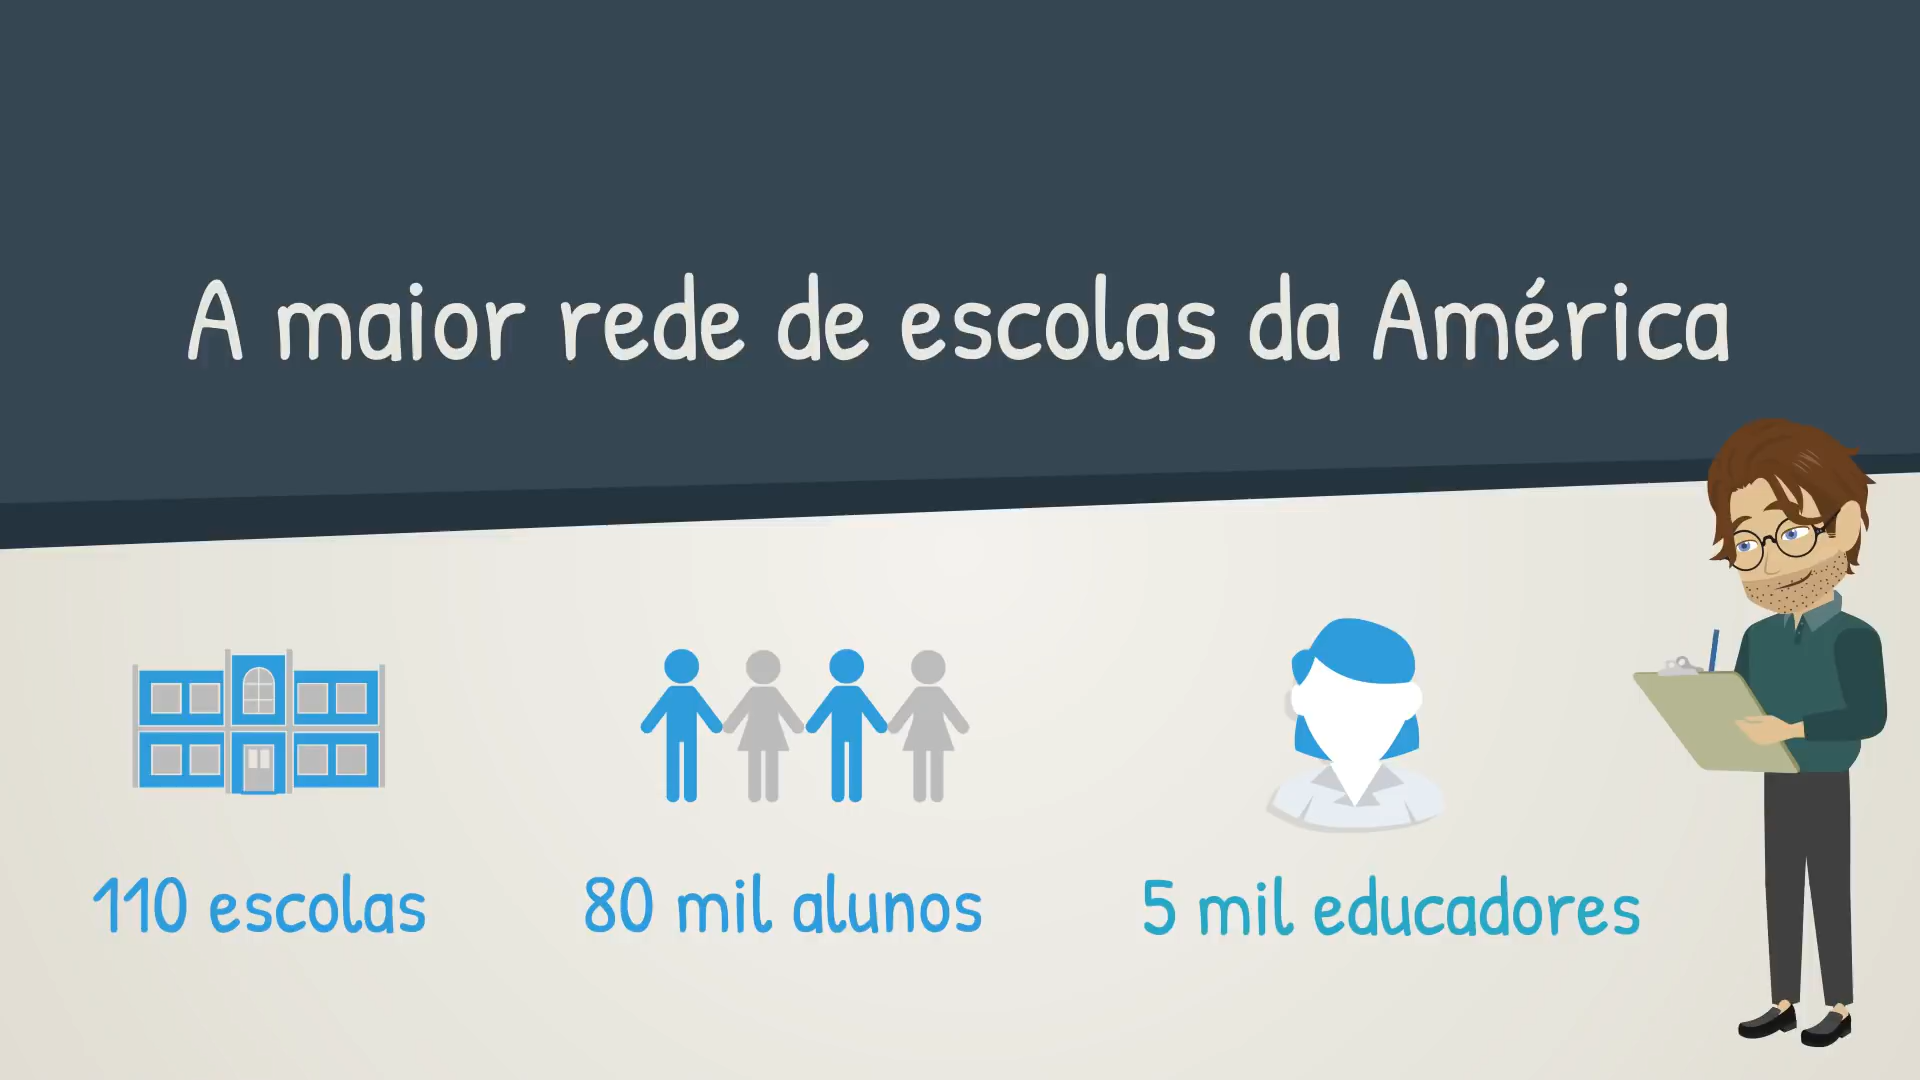 A maior rede de escolas da América
110 escolas
80 mil alunos
5 mil educadores